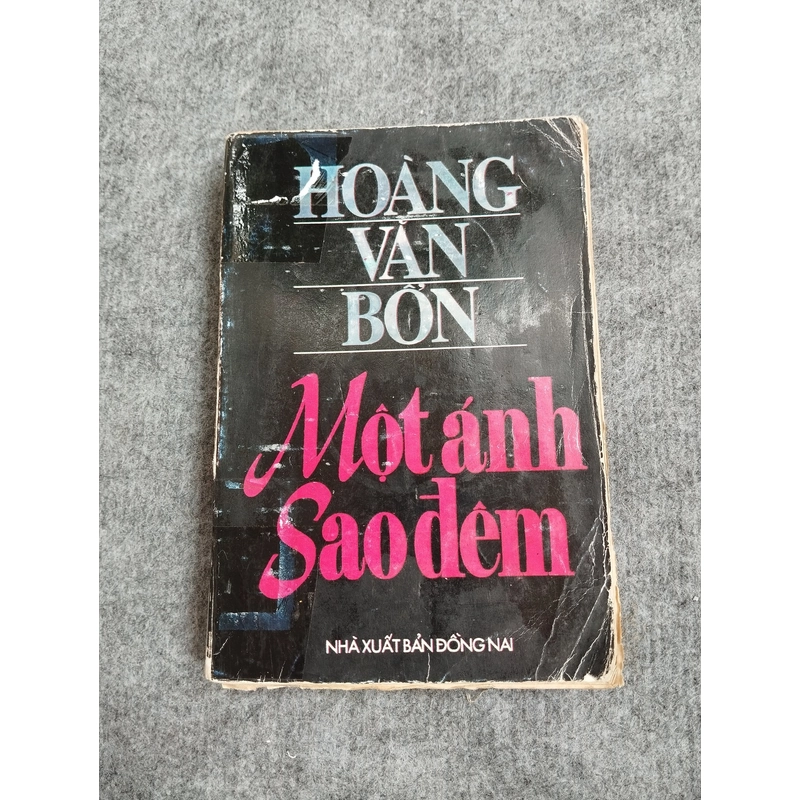 HOÀNG
VĂN
BỔN
Một ánh
Sao đêm
NHÀ XUẤT BẢN ĐỒNG NAI